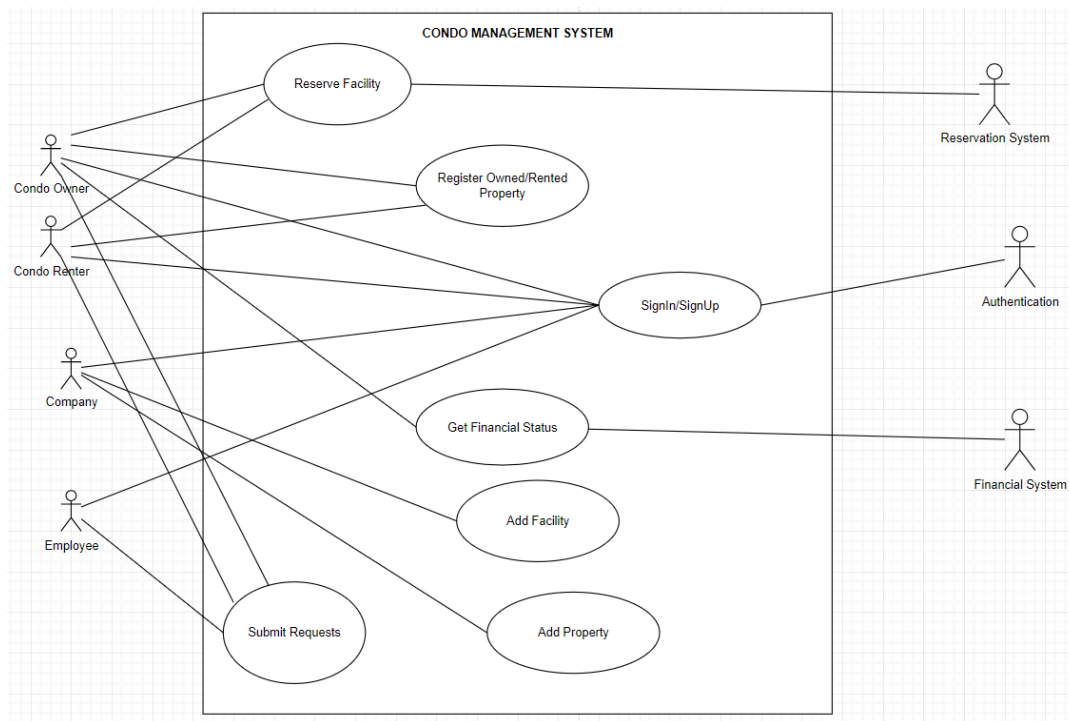 CONDO MANAGEMENT SYSTEM
Reserve Facility
Reservation System
Condo Owner
Register Owned/Rented
Property
Condo Renter
SignIn/SignUp
Authentication
Company
Get Financial Status
Financial System
Add Facility
Employee
Submit Requests
Add Property